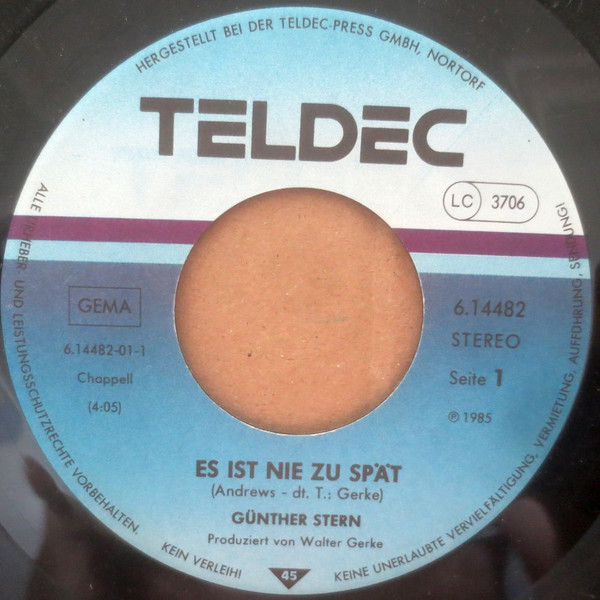 HERGESTELLT BEI DER TELDEC-PRESS GMBH, NORTORF
TELDEC
LC 3706
GEMA
6.14482-01-1
Chappell
(4:05)
6.14482
STEREO
Seite 1
℗ 1985
ES IST NIE ZU SPÄT
(Andrews - dt. T.: Gerke)
GÜNTHER STERN
Produziert von Walter Gerke
ALLE URHEBER- UND LEISTUNGSSCHUTZRECHTE VORBEHALTEN.
KEIN VERLEIH!
45
KEINE UNERLAUBTE VERVIELFÄLTIGUNG, VERMIETUNG, AUFFÜHRUNG, SENDUNG!